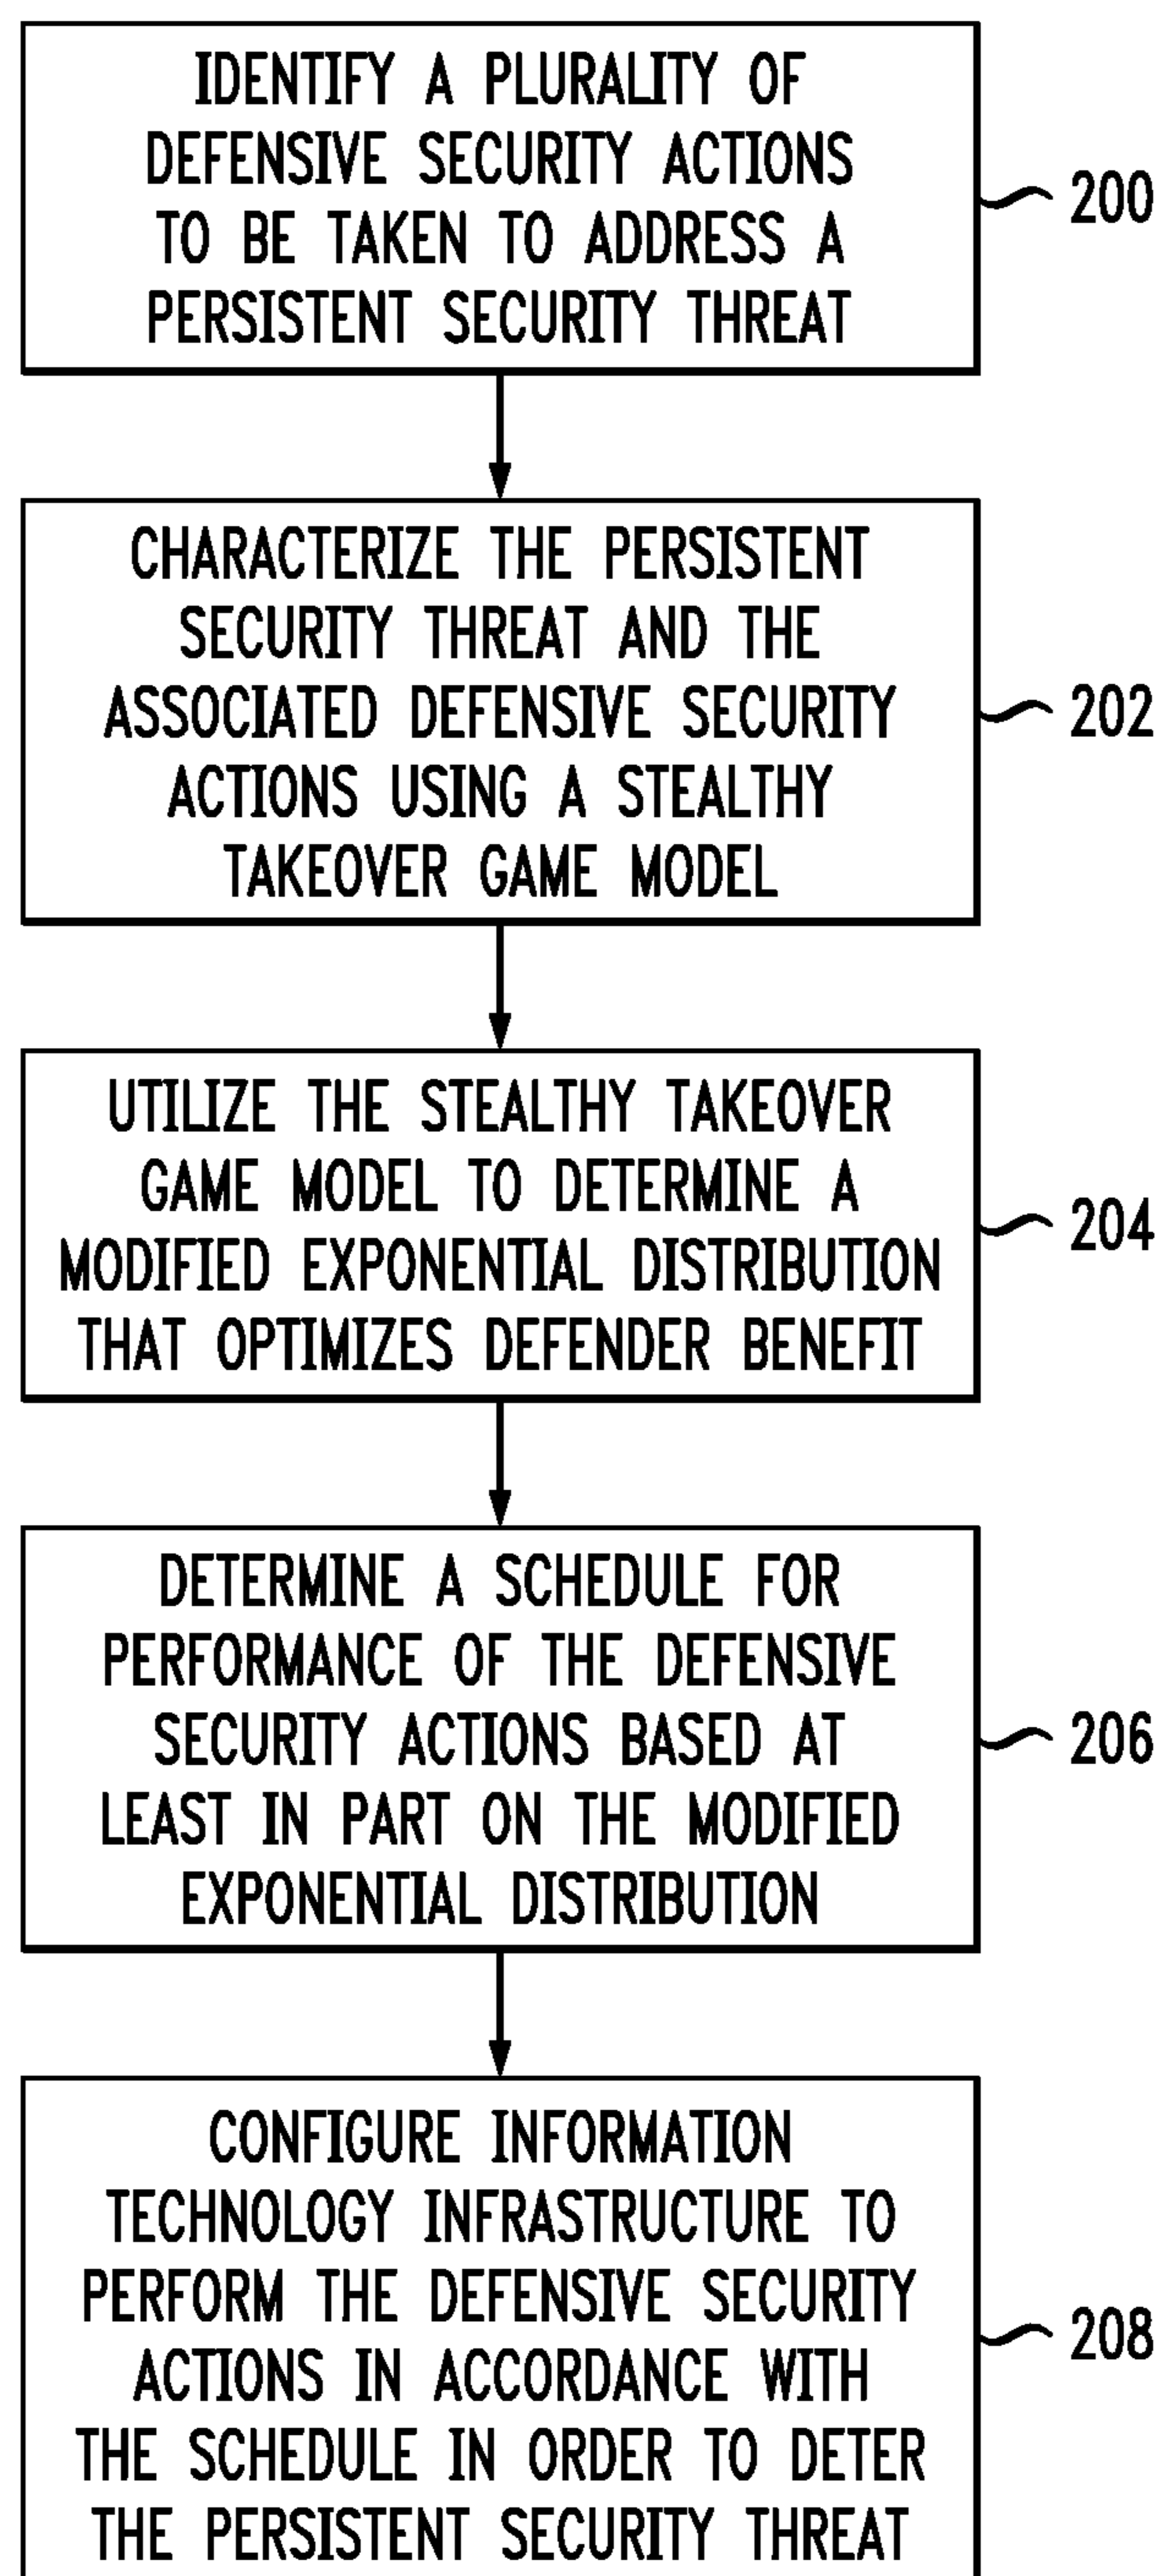 IDENTIFY A PLURALITY OF
DEFENSIVE SECURITY ACTIONS
TO BE TAKEN TO ADDRESS A
PERSISTENT SECURITY THREAT
200
CHARACTERIZE THE PERSISTENT
SECURITY THREAT AND THE
ASSOCIATED DEFENSIVE SECURITY
ACTIONS USING A STEALTHY
TAKEOVER GAME MODEL
202
UTILIZE THE STEALTHY TAKEOVER
GAME MODEL TO DETERMINE A
MODIFIED EXPONENTIAL DISTRIBUTION
THAT OPTIMIZES DEFENDER BENEFIT
204
DETERMINE A SCHEDULE FOR
PERFORMANCE OF THE DEFENSIVE
SECURITY ACTIONS BASED AT
LEAST IN PART ON THE MODIFIED
EXPONENTIAL DISTRIBUTION
206
CONFIGURE INFORMATION
TECHNOLOGY INFRASTRUCTURE TO
PERFORM THE DEFENSIVE SECURITY
ACTIONS IN ACCORDANCE WITH
THE SCHEDULE IN ORDER TO DETER
THE PERSISTENT SECURITY THREAT
208